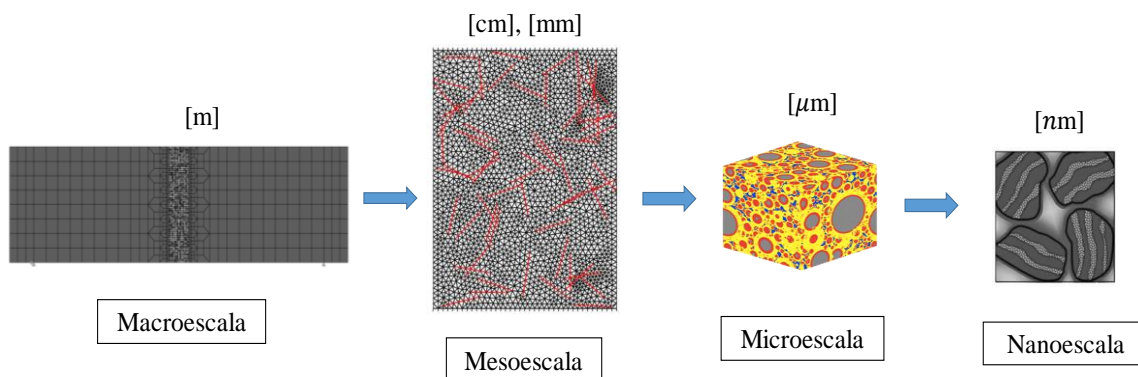 [cm], [mm]
[m]
[μm]
[nm]
Macroescala
Mesoescala
Microescala
Nanoescala